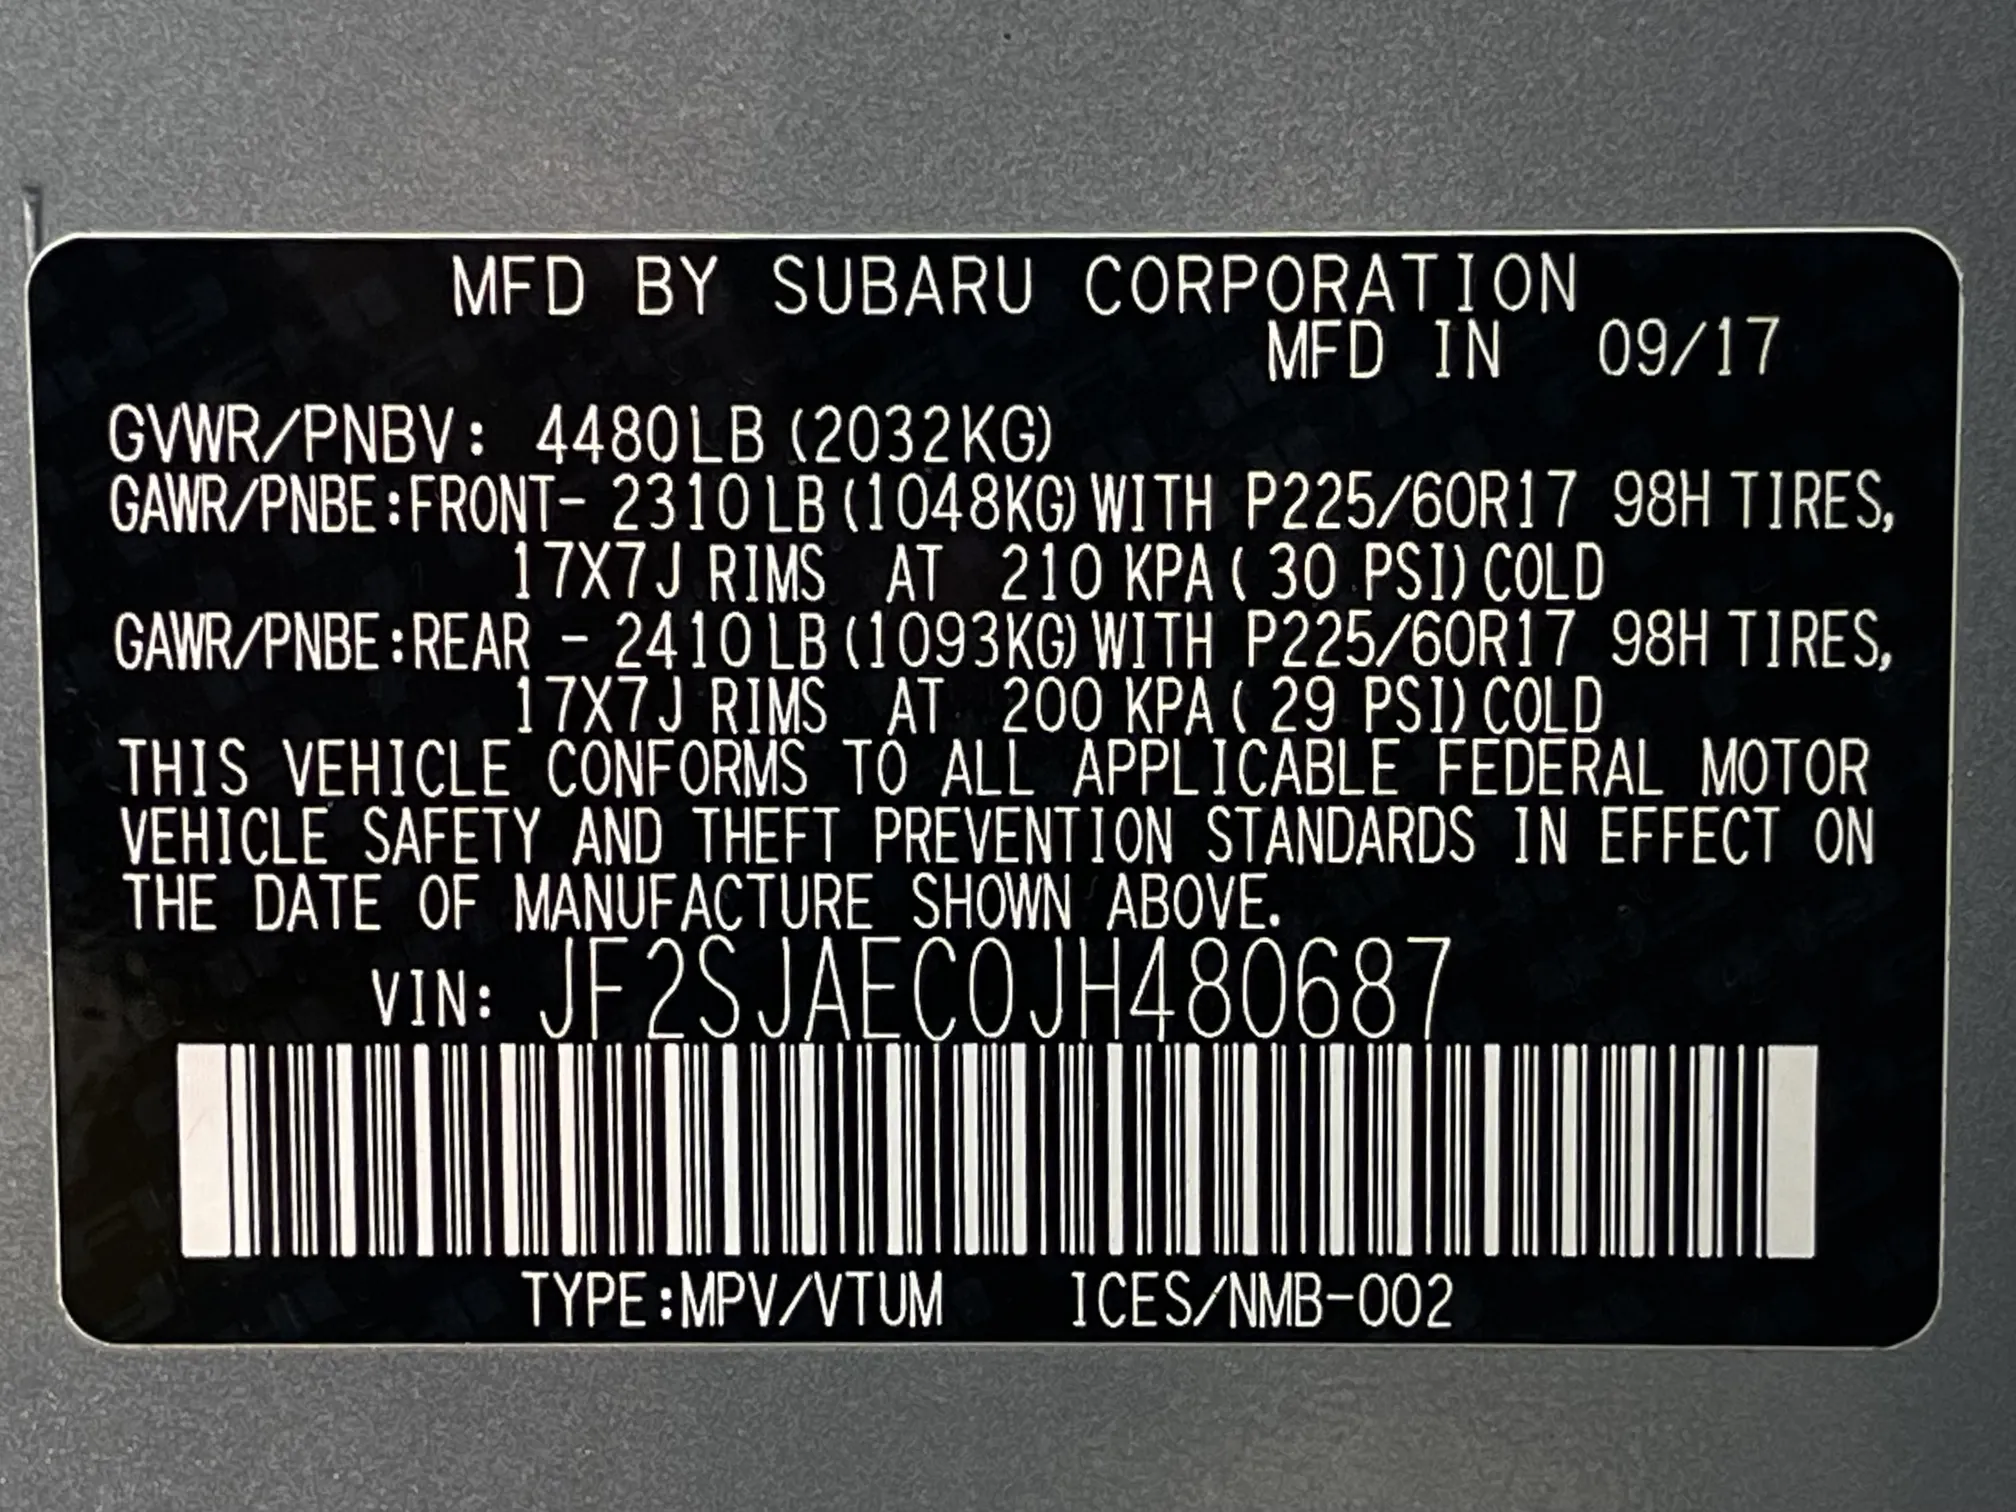 MFD BY SUBARU CORPORATION
MFD IN 09/17
GVWR/PNBV: 4480LB (2032KG)
GAWR/PNBE:FRONT- 2310LB (1048KG) WITH P225/60R17 98H TIRES,
17X7J RIMS AT 210 KPA ( 30 PSI) COLD
GAWR/PNBE:REAR - 2410LB (1093KG) WITH P225/60R17 98H TIRES,
17X7J RIMS AT 200 KPA ( 29 PSI) COLD
THIS VEHICLE CONFORMS TO ALL APPLICABLE FEDERAL MOTOR
VEHICLE SAFETY AND THEFT PREVENTION STANDARDS IN EFFECT ON
THE DATE OF MANUFACTURE SHOWN ABOVE.
VIN: JF2SJAEC0JH480687
TYPE:MPV/VTUM ICES/NMB-002